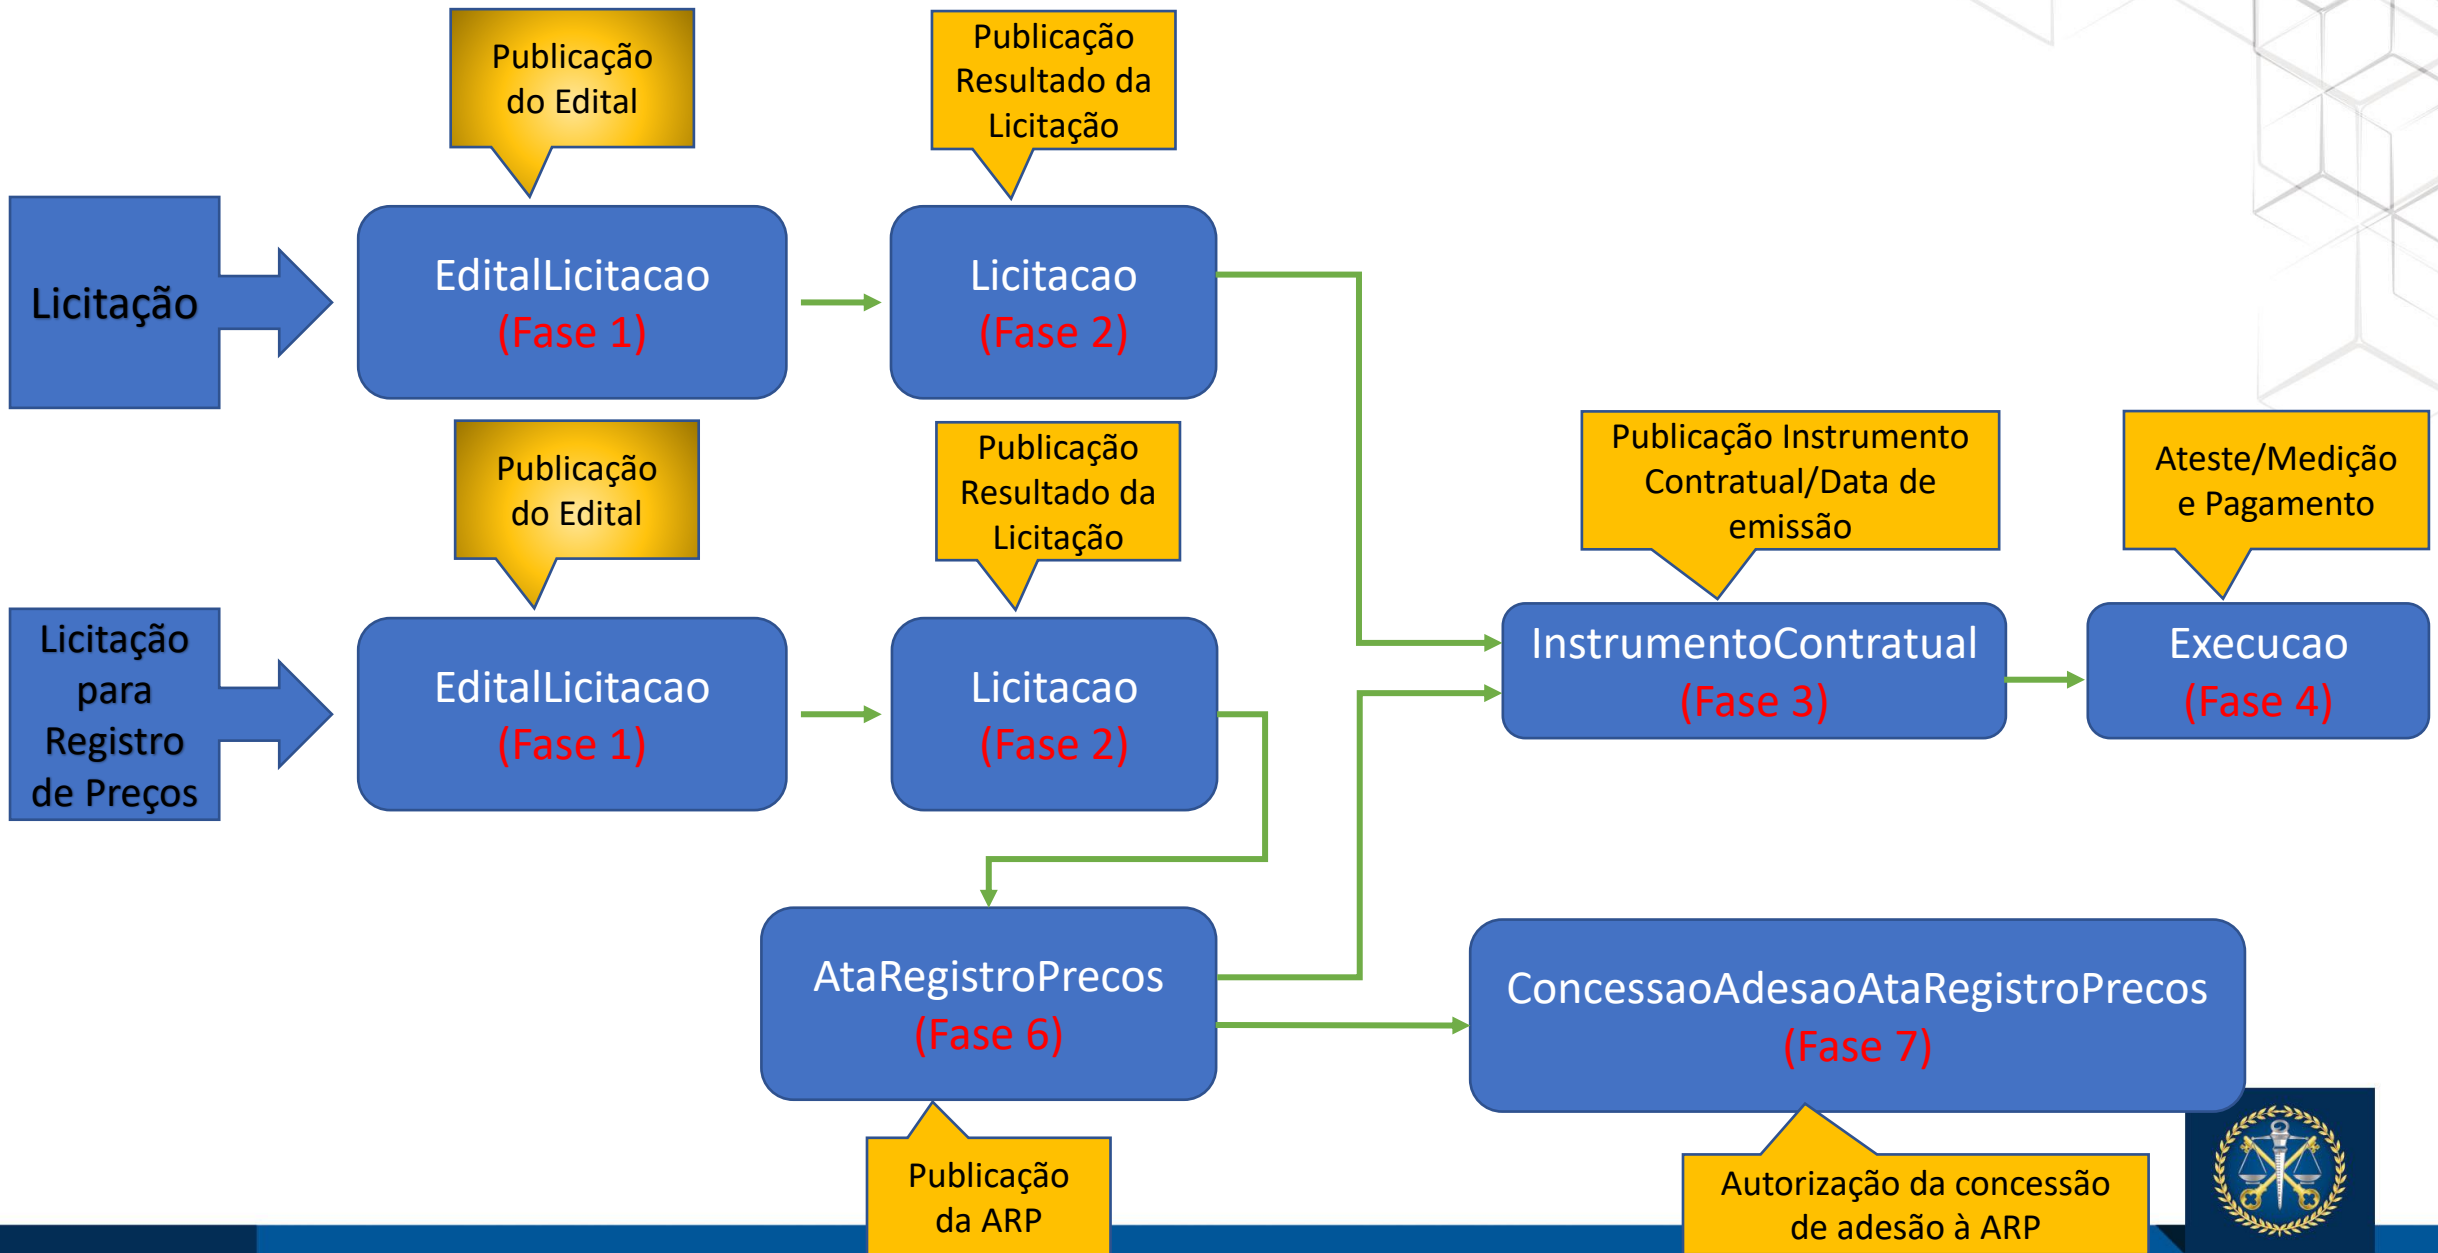 Publicação
do Edital
Publicação
Resultado da
Licitação
Licitação
EditalLicitacao
(Fase 1)
Licitacao
(Fase 2)
Publicação
do Edital
Publicação
Resultado da
Licitação
Publicação Instrumento
Contratual/Data de
emissão
Ateste/Medição
e Pagamento
Licitação
para
Registro
de Preços
EditalLicitacao
(Fase 1)
Licitacao
(Fase 2)
InstrumentoContratual
(Fase 3)
Execucao
(Fase 4)
AtaRegistroPrecos
(Fase 6)
ConcessaoAdesaoAtaRegistroPrecos
(Fase 7)
Publicação
da ARP
Autorização da concessão
de adesão à ARP